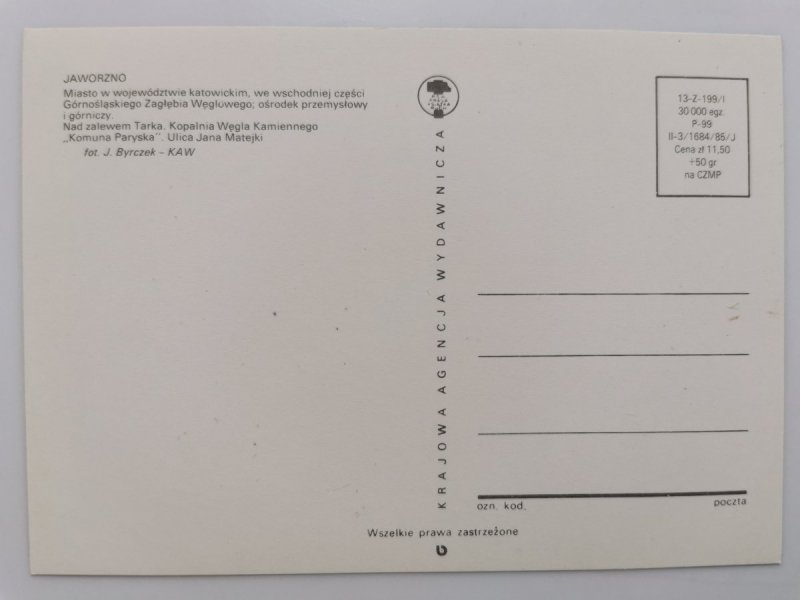 JAWORZNO
Miasto w województwie katowickim, we wschodniej części
Górnośląskiego Zagłębia Węglowego; ośrodek przemysłowy
i górniczy.
Nad zalewem Tarka. Kopalnia Węgla Kamiennego
„Komuna Paryska”. Ulica Jana Matejki
fot. J. Byrczek – KAW
KRAJOWA AGENCJA WYDAWNICZA
13-Z-199/I
30 000 egz.
P-99
II-3/1684/85/J
Cena zł 11,50
+50 gr
na CZMP
ozn. kod.
poczta
Wszelkie prawa zastrzeżone